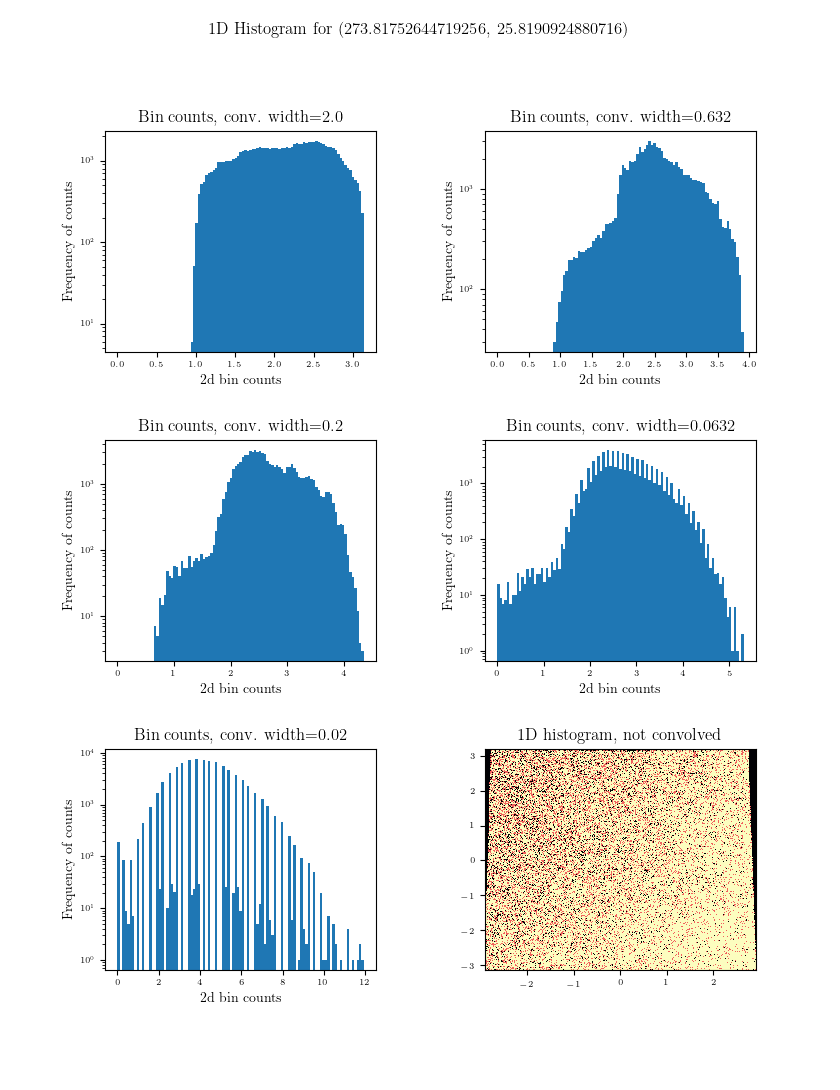 1D Histogram for (273.81752644719256, 25.8190924880716)
Bin counts, conv. width=2.0
Bin counts, conv. width=0.632
Frequency of counts
10³
10²
10¹
0.0 0.5 1.0 1.5 2.0 2.5 3.0
2d bin counts
Frequency of counts
10³
10²
0.0 0.5 1.0 1.5 2.0 2.5 3.0 3.5 4.0
2d bin counts
Bin counts, conv. width=0.2
Bin counts, conv. width=0.0632
Frequency of counts
10³
10²
10¹
0 1 2 3 4
2d bin counts
Frequency of counts
10³
10²
10¹
10⁰
0 1 2 3 4 5
2d bin counts
Bin counts, conv. width=0.02
1D histogram, not convolved
Frequency of counts
10⁴
10³
10²
10¹
10⁰
0 2 4 6 8 10 12
2d bin counts
3
2
1
0
−1
−2
−3
−2 −1 0 1 2